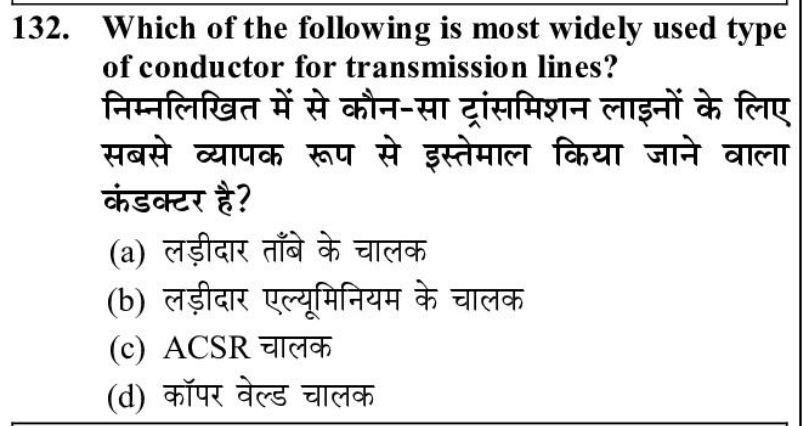 132. Which of the following is most widely used type
of conductor for transmission lines?
निम्नलिखित में से कौन-सा ट्रांसमिशन लाइनों के लिए
सबसे व्यापक रूप से इस्तेमाल किया जाने वाला
कंडक्टर है?
(a) लड़ीदार ताँबे के चालक
(b) लड़ीदार एल्यूमिनियम के चालक
(c) ACSR चालक
(d) कॉपर वेल्ड चालक